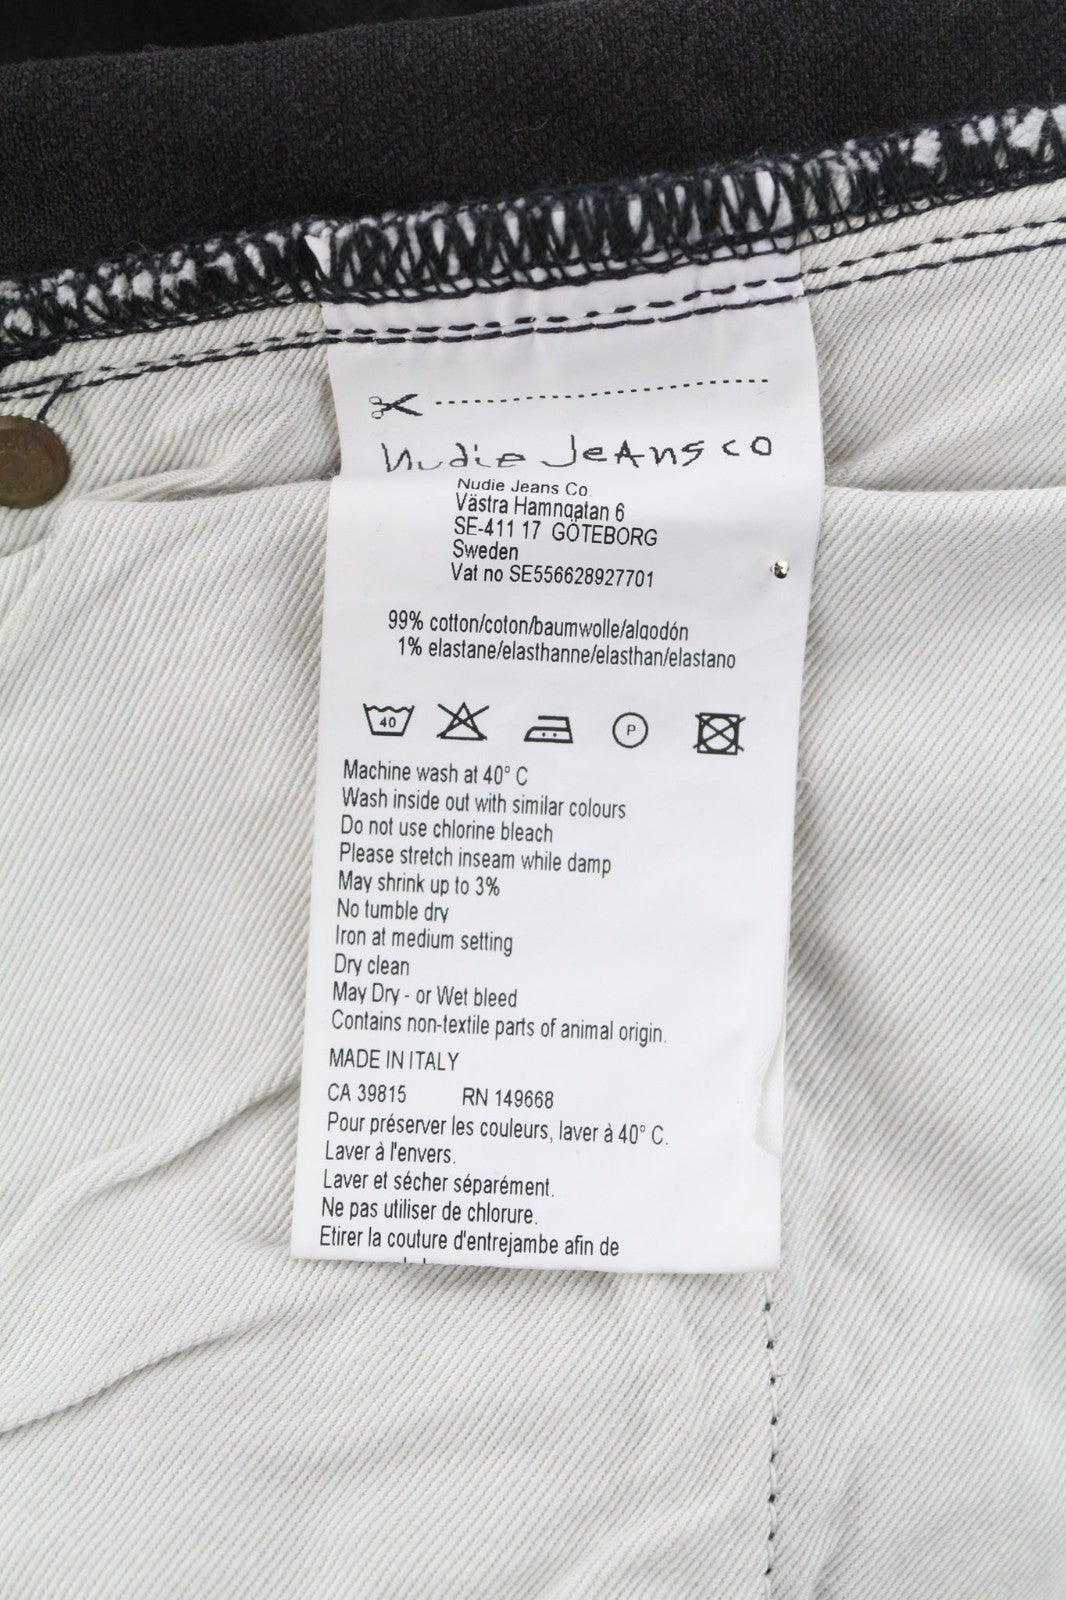 Nudie Jeans co
Nudie Jeans Co.
Västra Hamngatan 6
SE-411 17 GÖTEBORG
Sweden
Vat no SE556628927701
99% cotton/coton/baumwolle/algodón
1% elastane/elasthanne/elasthan/elastano
40 P
Machine wash at 40° C
Wash inside out with similar colours
Do not use chlorine bleach
Please stretch inseam while damp
May shrink up to 3%
No tumble dry
Iron at medium setting
Dry clean
May Dry - or Wet bleed
Contains non-textile parts of animal origin.
MADE IN ITALY
CA 39815 RN 149668
Pour préserver les couleurs, laver à 40° C.
Laver à l'envers.
Laver et sécher séparément.
Ne pas utiliser de chlorure.
Etirer la couture d'entrejambe afin de